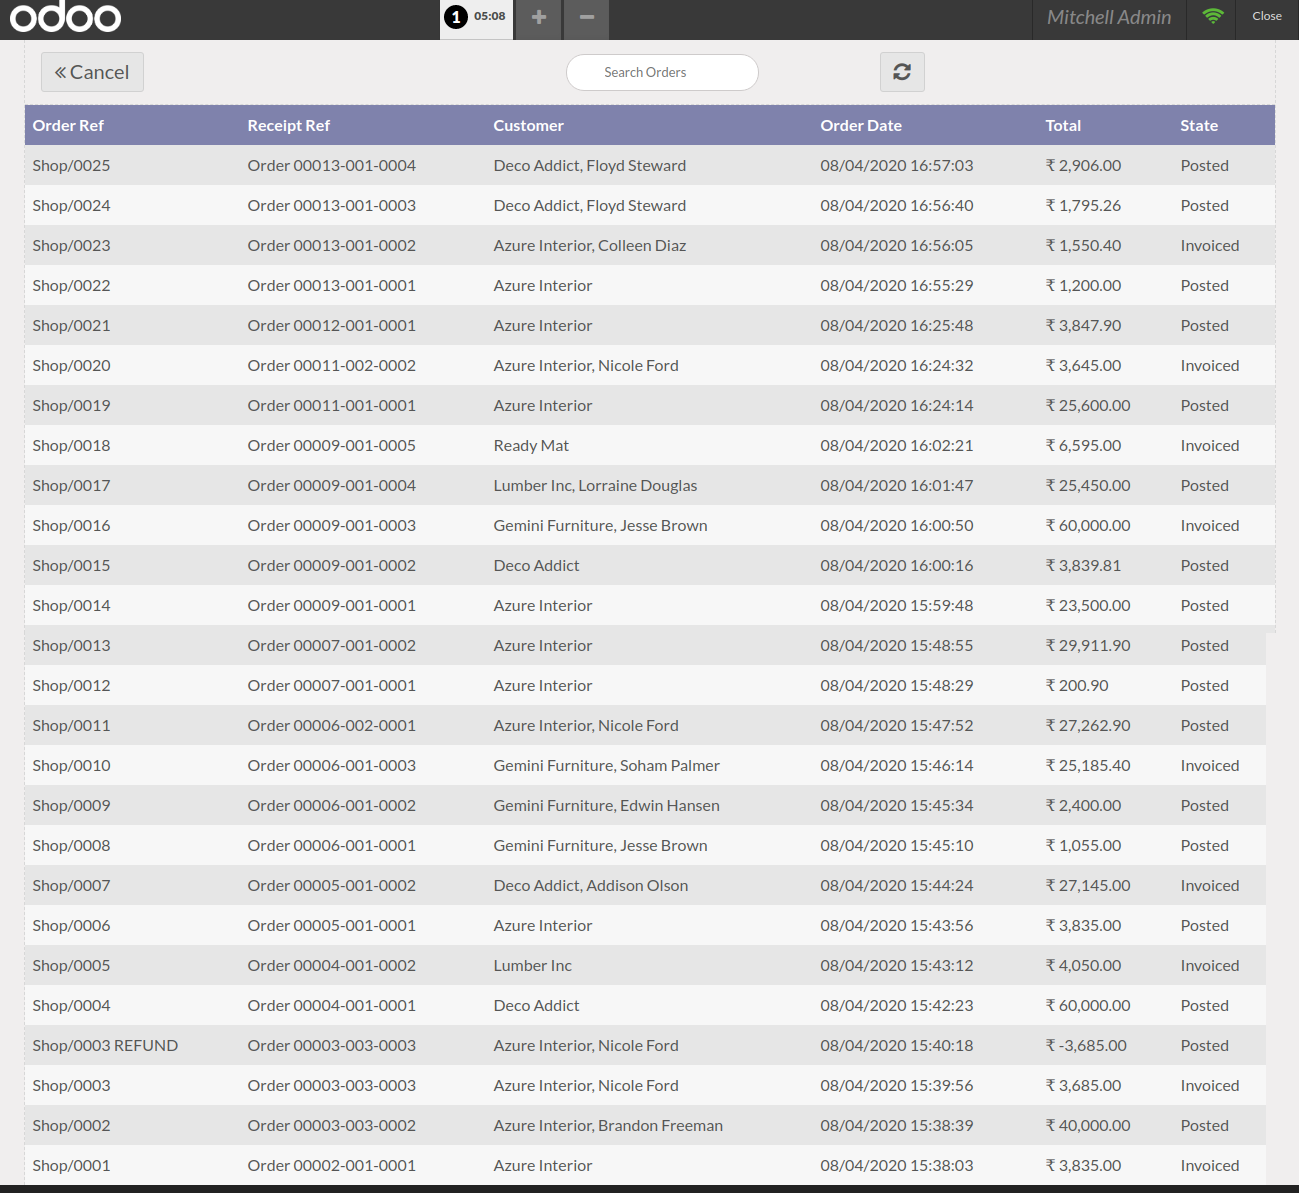 odoo 1 05:08 + − Mitchell Admin Close
« Cancel Search Orders
Order Ref Receipt Ref Customer Order Date Total State
Shop/0025 Order 00013-001-0004 Deco Addict, Floyd Steward 08/04/2020 16:57:03 ₹ 2,906.00 Posted
Shop/0024 Order 00013-001-0003 Deco Addict, Floyd Steward 08/04/2020 16:56:40 ₹ 1,795.26 Posted
Shop/0023 Order 00013-001-0002 Azure Interior, Colleen Diaz 08/04/2020 16:56:05 ₹ 1,550.40 Invoiced
Shop/0022 Order 00013-001-0001 Azure Interior 08/04/2020 16:55:29 ₹ 1,200.00 Posted
Shop/0021 Order 00012-001-0001 Azure Interior 08/04/2020 16:25:48 ₹ 3,847.90 Posted
Shop/0020 Order 00011-002-0002 Azure Interior, Nicole Ford 08/04/2020 16:24:32 ₹ 3,645.00 Invoiced
Shop/0019 Order 00011-001-0001 Azure Interior 08/04/2020 16:24:14 ₹ 25,600.00 Posted
Shop/0018 Order 00009-001-0005 Ready Mat 08/04/2020 16:02:21 ₹ 6,595.00 Invoiced
Shop/0017 Order 00009-001-0004 Lumber Inc, Lorraine Douglas 08/04/2020 16:01:47 ₹ 25,450.00 Posted
Shop/0016 Order 00009-001-0003 Gemini Furniture, Jesse Brown 08/04/2020 16:00:50 ₹ 60,000.00 Invoiced
Shop/0015 Order 00009-001-0002 Deco Addict 08/04/2020 16:00:16 ₹ 3,839.81 Posted
Shop/0014 Order 00009-001-0001 Azure Interior 08/04/2020 15:59:48 ₹ 23,500.00 Posted
Shop/0013 Order 00007-001-0002 Azure Interior 08/04/2020 15:48:55 ₹ 29,911.90 Posted
Shop/0012 Order 00007-001-0001 Azure Interior 08/04/2020 15:48:29 ₹ 200.90 Posted
Shop/0011 Order 00006-002-0001 Azure Interior, Nicole Ford 08/04/2020 15:47:52 ₹ 27,262.90 Posted
Shop/0010 Order 00006-001-0003 Gemini Furniture, Soham Palmer 08/04/2020 15:46:14 ₹ 25,185.40 Invoiced
Shop/0009 Order 00006-001-0002 Gemini Furniture, Edwin Hansen 08/04/2020 15:45:34 ₹ 2,400.00 Posted
Shop/0008 Order 00006-001-0001 Gemini Furniture, Jesse Brown 08/04/2020 15:45:10 ₹ 1,055.00 Posted
Shop/0007 Order 00005-001-0002 Deco Addict, Addison Olson 08/04/2020 15:44:24 ₹ 27,145.00 Invoiced
Shop/0006 Order 00005-001-0001 Azure Interior 08/04/2020 15:43:56 ₹ 3,835.00 Posted
Shop/0005 Order 00004-001-0002 Lumber Inc 08/04/2020 15:43:12 ₹ 4,050.00 Invoiced
Shop/0004 Order 00004-001-0001 Deco Addict 08/04/2020 15:42:23 ₹ 60,000.00 Posted
Shop/0003 REFUND Order 00003-003-0003 Azure Interior, Nicole Ford 08/04/2020 15:40:18 ₹ -3,685.00 Posted
Shop/0003 Order 00003-003-0003 Azure Interior, Nicole Ford 08/04/2020 15:39:56 ₹ 3,685.00 Invoiced
Shop/0002 Order 00003-003-0002 Azure Interior, Brandon Freeman 08/04/2020 15:38:39 ₹ 40,000.00 Posted
Shop/0001 Order 00002-001-0001 Azure Interior 08/04/2020 15:38:03 ₹ 3,835.00 Invoiced